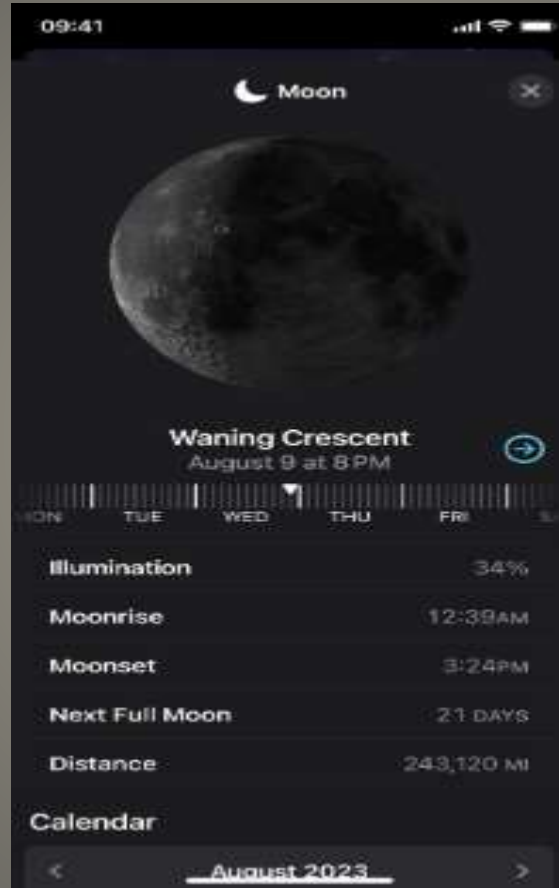 09:41
Moon
Waning Crescent
August 9 at 8 PM
MON TUE WED THU FRI
Illumination 34%
Moonrise 12:39AM
Moonset 3:24PM
Next Full Moon 21 DAYS
Distance 243,120 MI
Calendar
August 2023